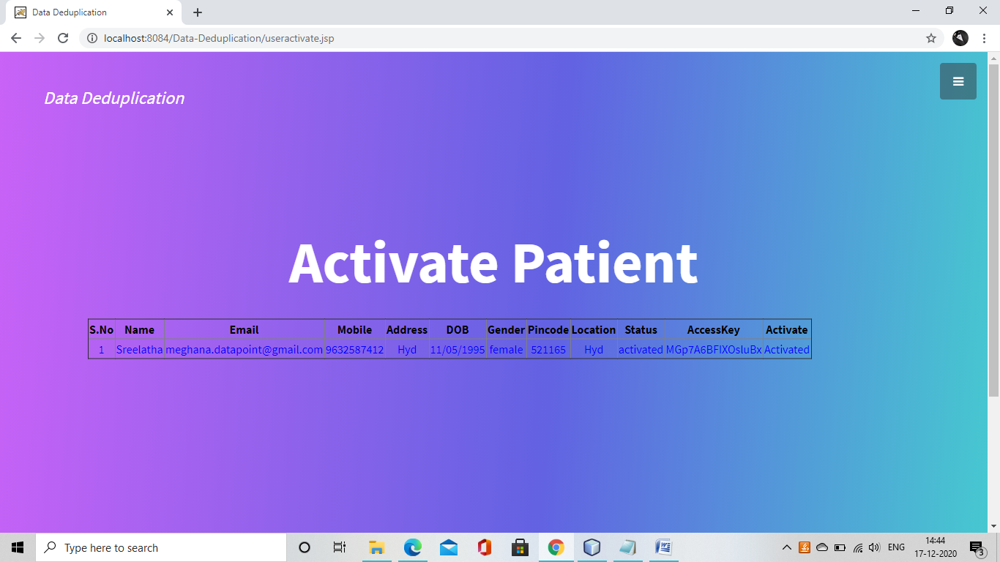 Data Deduplication
localhost:8084/Data-Deduplication/useractivate.jsp
Data Deduplication
Activate Patient
S.No Name Email Mobile Address DOB Gender Pincode Location Status AccessKey Activate
1 Sreelatha meghana.datapoint@gmail.com 9632587412 Hyd 11/05/1995 female 521165 Hyd activated MGp7A6BFIXOsIuBx Activated
Type here to search
ENG
14:44
17-12-2020
3